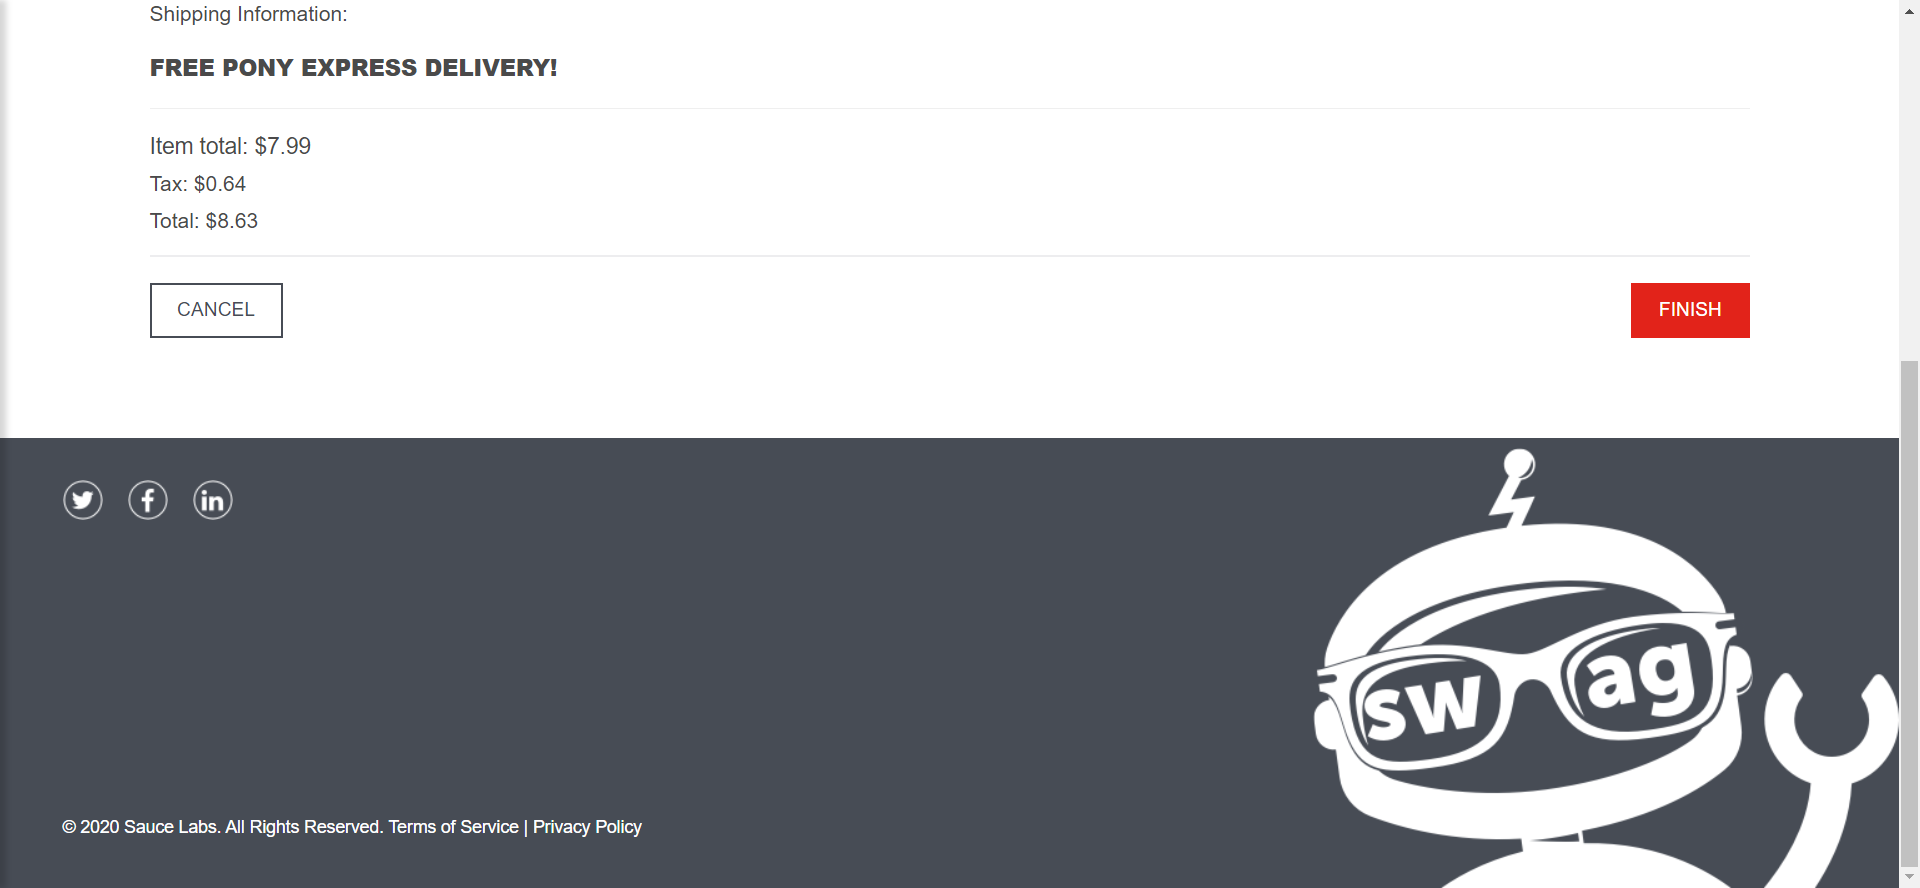 Shipping Information:
FREE PONY EXPRESS DELIVERY!
Item total: $7.99
Tax: $0.64
Total: $8.63
CANCEL
FINISH
in
sw ag
© 2020 Sauce Labs. All Rights Reserved. Terms of Service | Privacy Policy